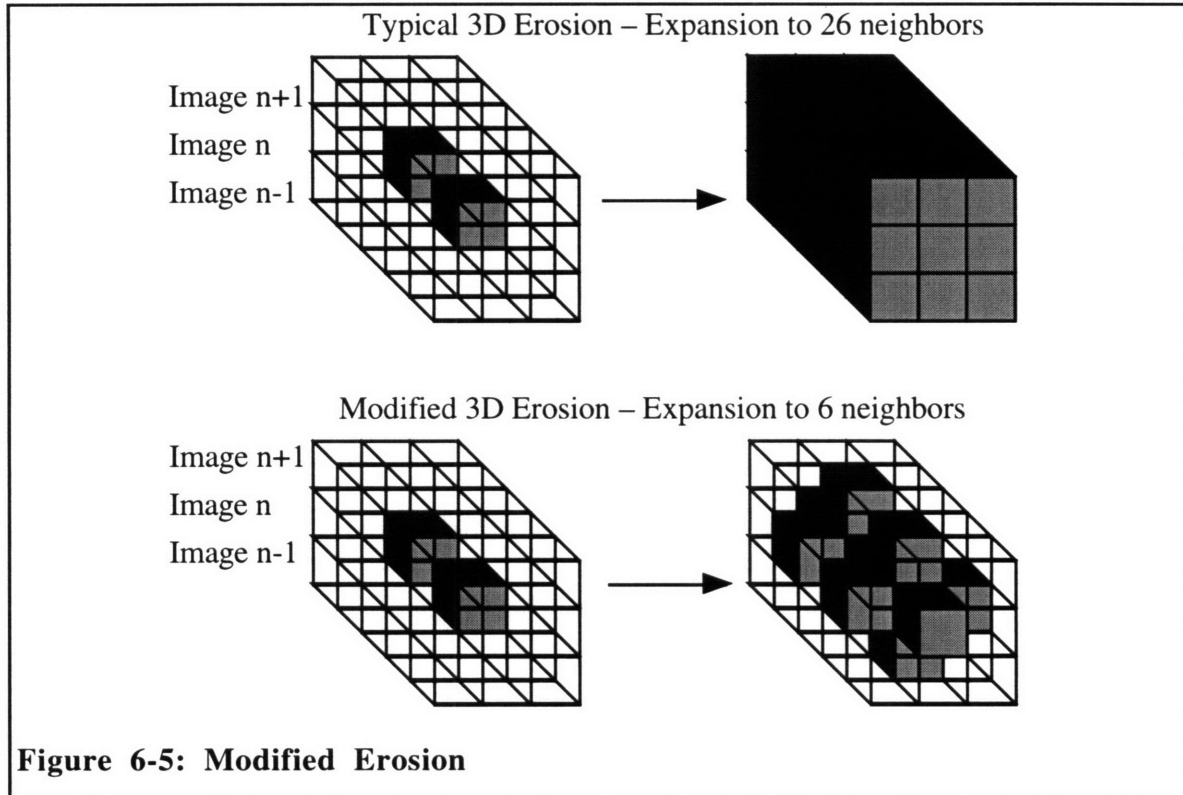 Typical 3D Erosion – Expansion to 26 neighbors
Image n+1
Image n
Image n-1
Modified 3D Erosion – Expansion to 6 neighbors
Image n+1
Image n
Image n-1
Figure 6-5: Modified Erosion